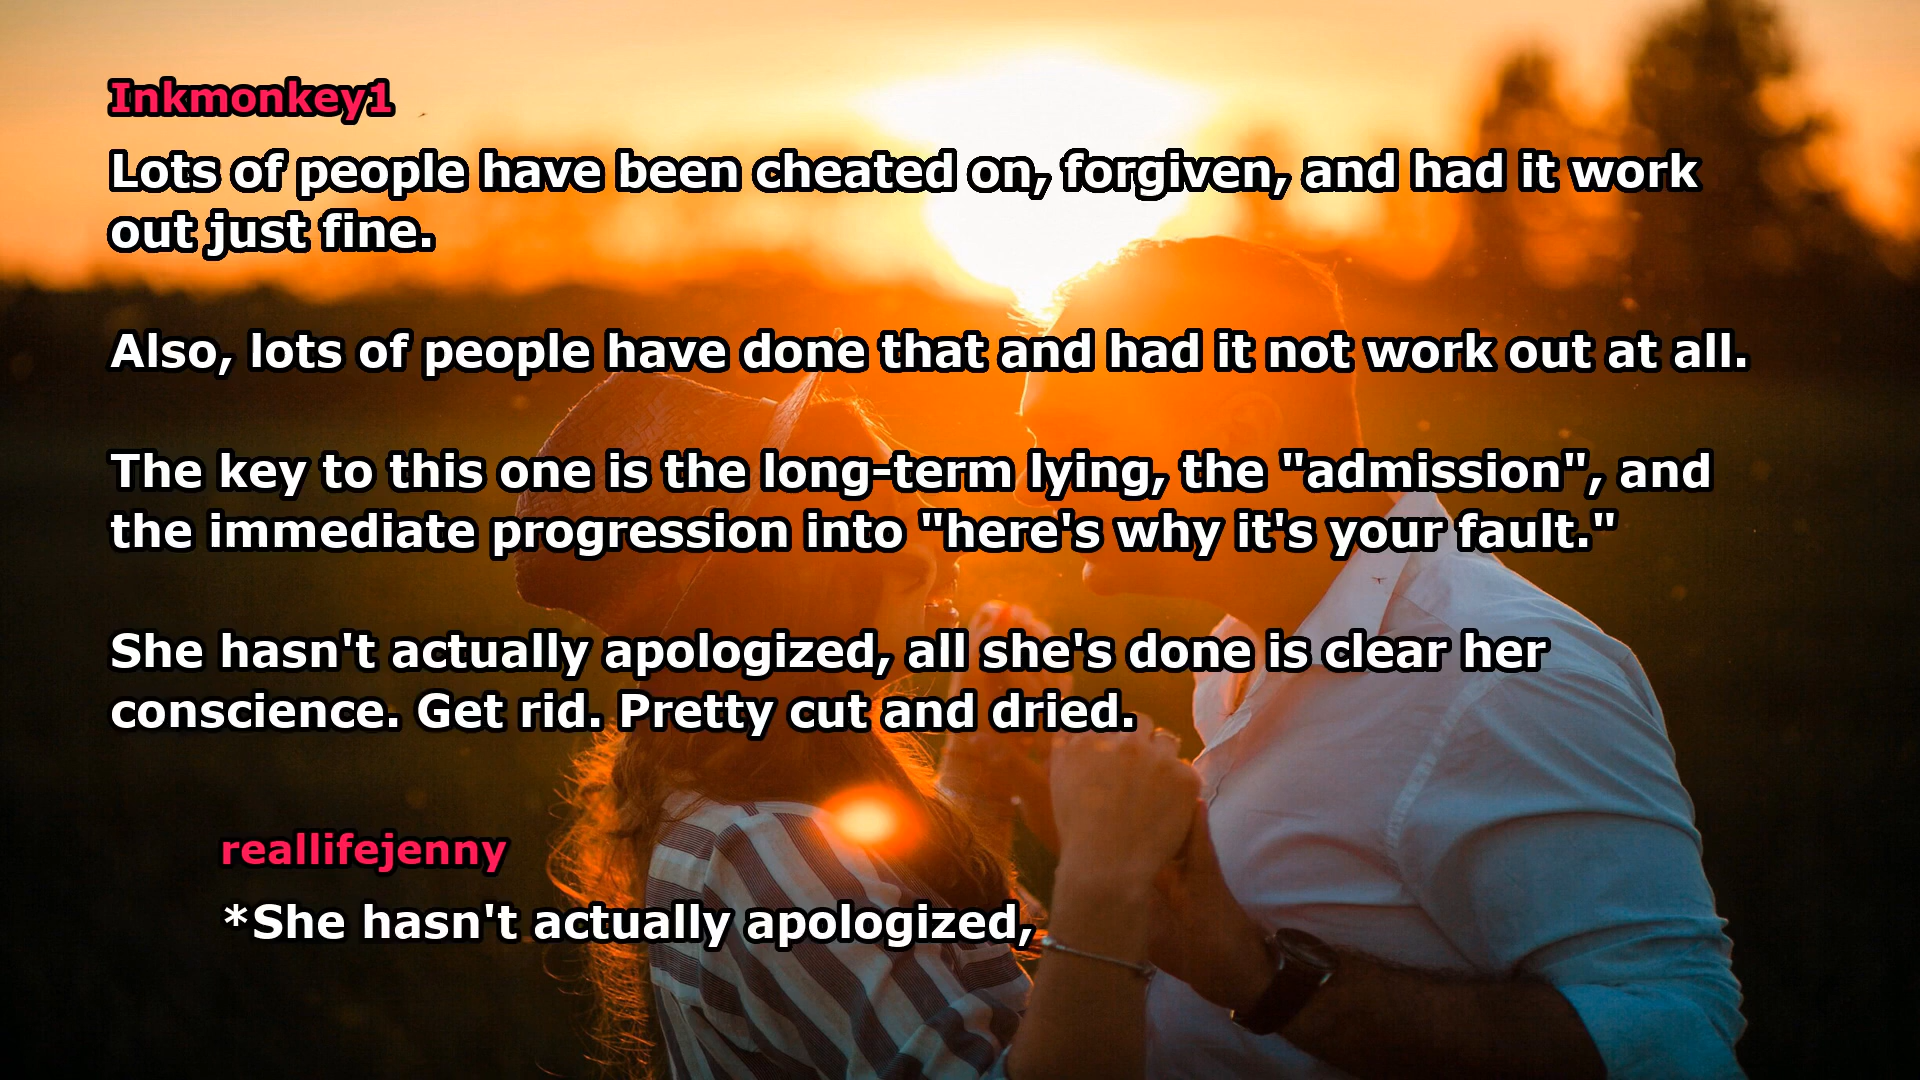 Inkmonkey1
Lots of people have been cheated on, forgiven, and had it work
out just fine.
Also, lots of people have done that and had it not work out at all.
The key to this one is the long-term lying, the "admission", and
the immediate progression into "here's why it's your fault."
She hasn't actually apologized, all she's done is clear her
conscience. Get rid. Pretty cut and dried.
reallifejenny
*She hasn't actually apologized,